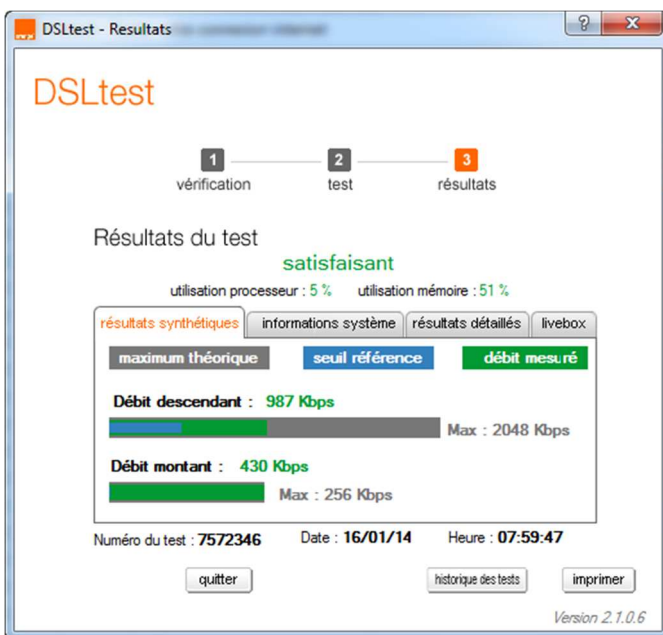 DSLtest - Resultats
DSLtest
1 2 3
vérification test résultats
Résultats du test
satisfaisant
utilisation processeur : 5 % utilisation mémoire : 51 %
résultats synthétiques informations système résultats détaillés livebox
maximum théorique seuil référence débit mesuré
Débit descendant : 987 Kbps
Max : 2048 Kbps
Débit montant : 430 Kbps
Max : 256 Kbps
Numéro du test : 7572346 Date : 16/01/14 Heure : 07:59:47
quitter historique des tests imprimer
Version 2.1.0.6